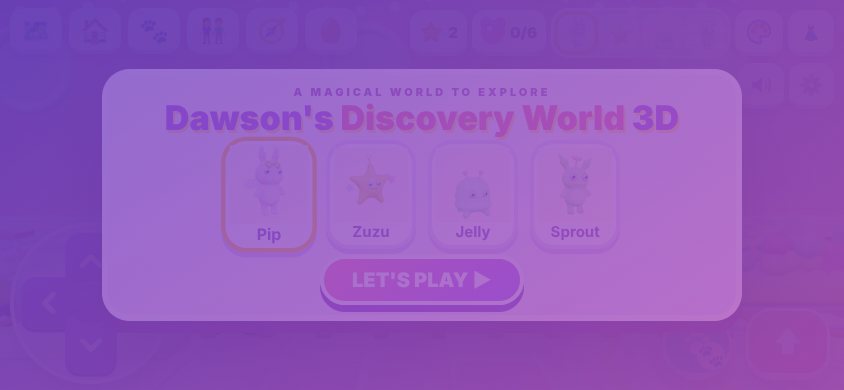 2 0/6
A MAGICAL WORLD TO EXPLORE
Dawson's Discovery World 3D
Pip Zuzu Jelly Sprout
LET'S PLAY ▶